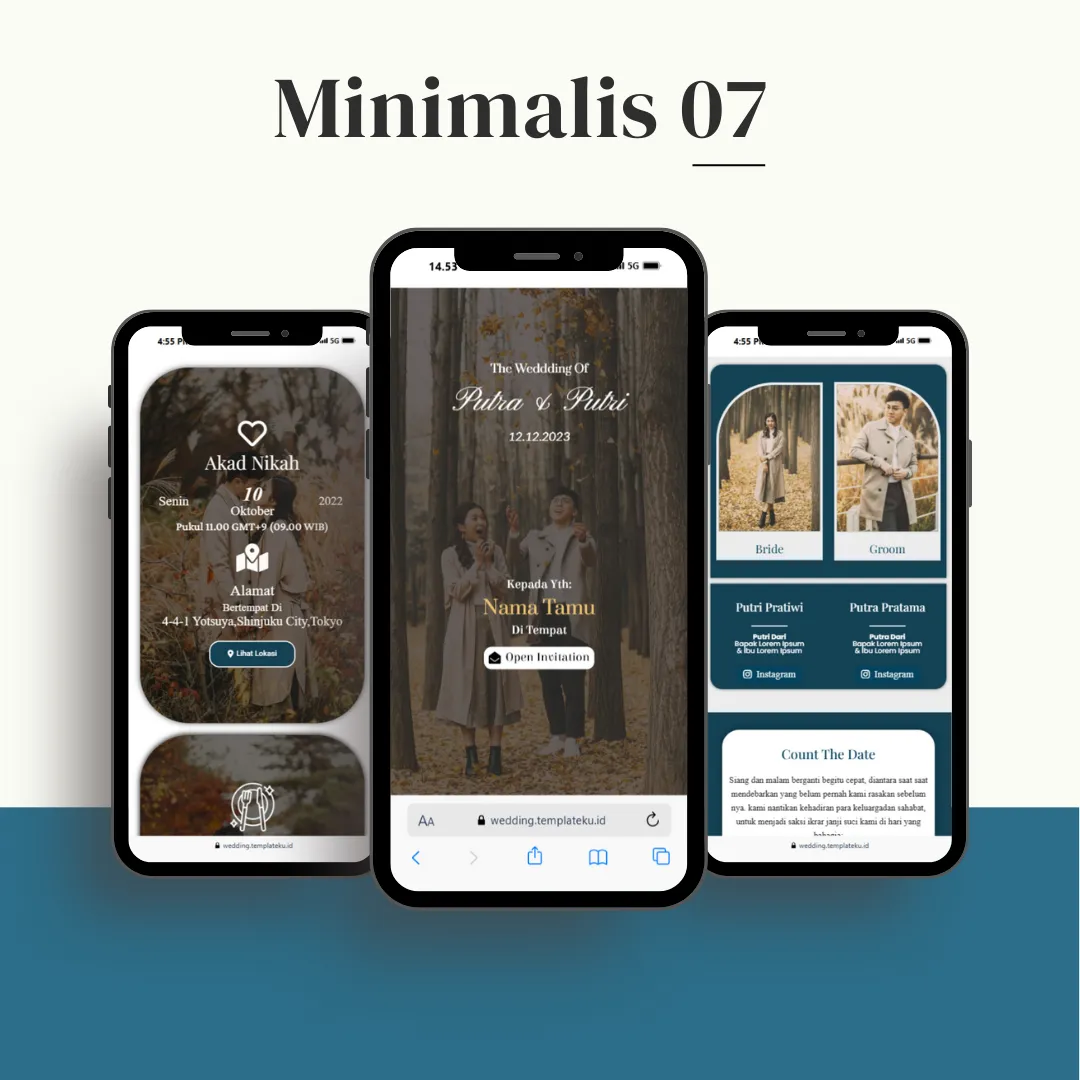 Minimalis 07
4:55 P
5G
Akad Nikah
Senin
10
Oktober
2022
Pukul 11.00 GMT+9 (09.00 WIB)
Alamat
Bertempat Di
4-4-1 Yotsuya,Shinjuku City,Tokyo
Lihat Lokasi
wedding.templateku.id
14.53
5G
The Weddding Of
Putra & Putri
12.12.2023
Kepada Yth:
Nama Tamu
Di Tempat
Open Invitation
AA
wedding.templateku.id
4:55 P
5G
Bride
Groom
Putri Pratiwi
Putri Dari
Bapak Lorem Ipsum
& Ibu Lorem Ipsum
Instagram
Putra Pratama
Putra Dari
Bapak Lorem Ipsum
& Ibu Lorem Ipsum
Instagram
Count The Date
Siang dan malam berganti begitu cepat, diantara saat saat
mendebarkan yang belum pernah kami rasakan sebelum
nya. kami nantikan kehadiran para keluargadan sahabat,
untuk menjadi saksi ikrar janji suci kami di hari yang
wedding.templateku.id